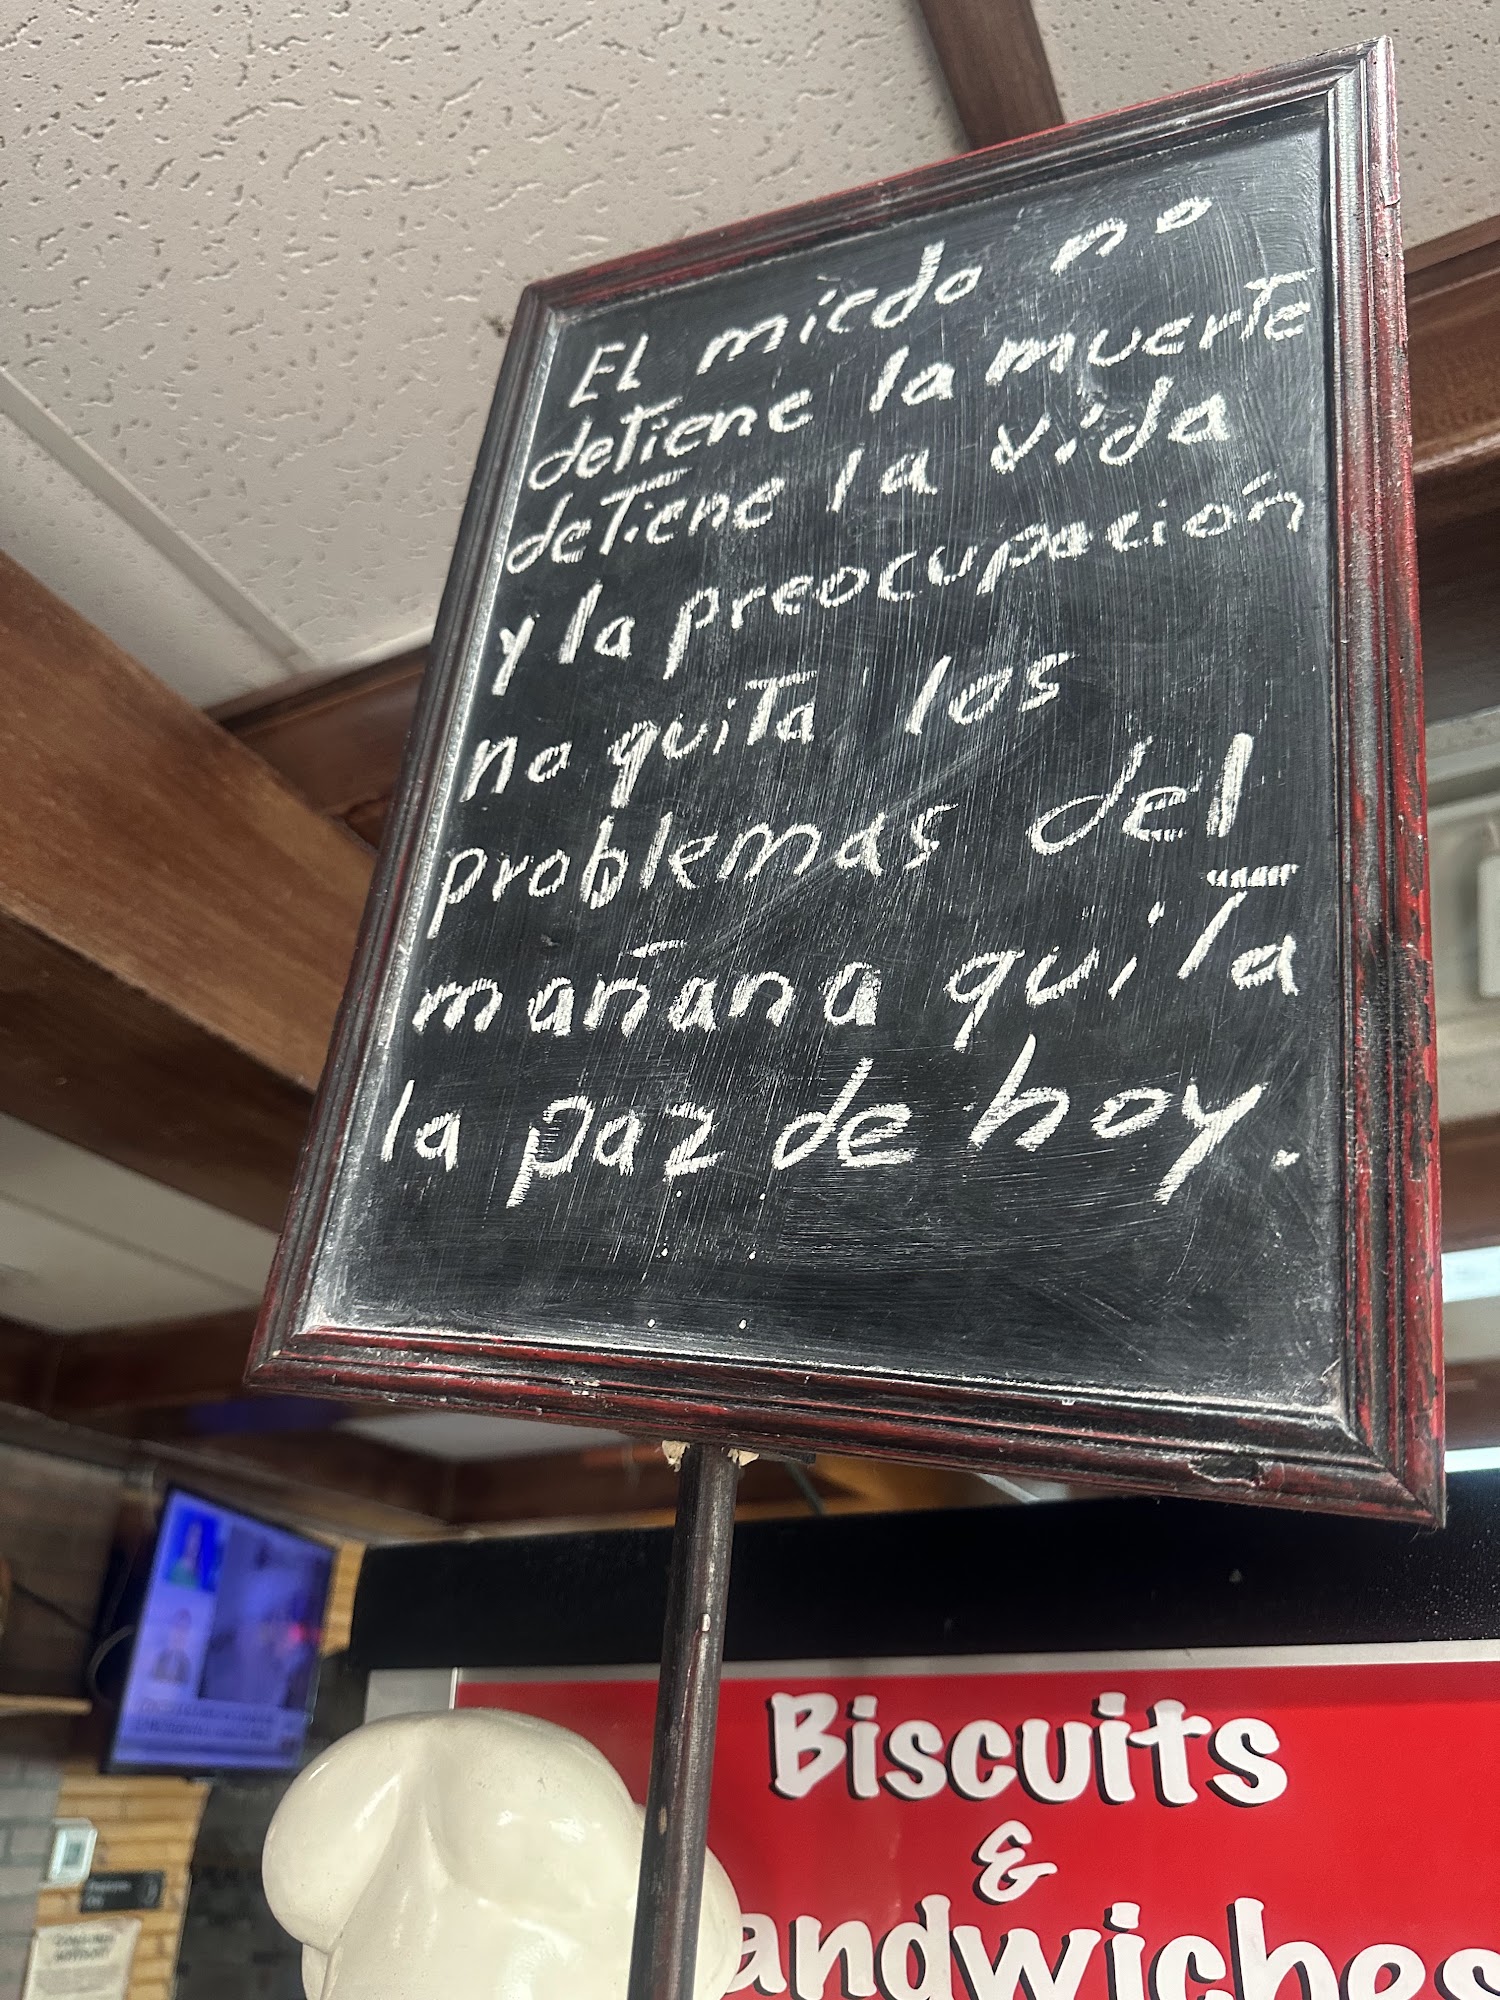 El miedo no
detiene la muerte
detiene la vida
y la preocupación
no quita los
problemas del
mañana quita
la paz de hoy.
Biscuits
&
andwiches